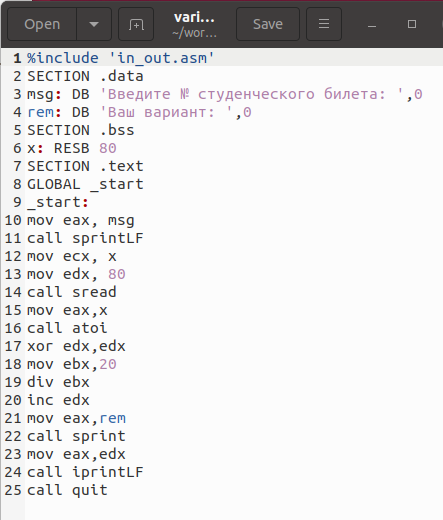 Open
vari...
~/wor...
Save
1 %include 'in_out.asm'
2 SECTION .data
3 msg: DB 'Введите № студенческого билета: ',0
4 rem: DB 'Ваш вариант: ',0
5 SECTION .bss
6 x: RESB 80
7 SECTION .text
8 GLOBAL _start
9 _start:
10 mov eax, msg
11 call sprintLF
12 mov ecx, x
13 mov edx, 80
14 call sread
15 mov eax,x
16 call atoi
17 xor edx,edx
18 mov ebx,20
19 div ebx
20 inc edx
21 mov eax,rem
22 call sprint
23 mov eax,edx
24 call iprintLF
25 call quit